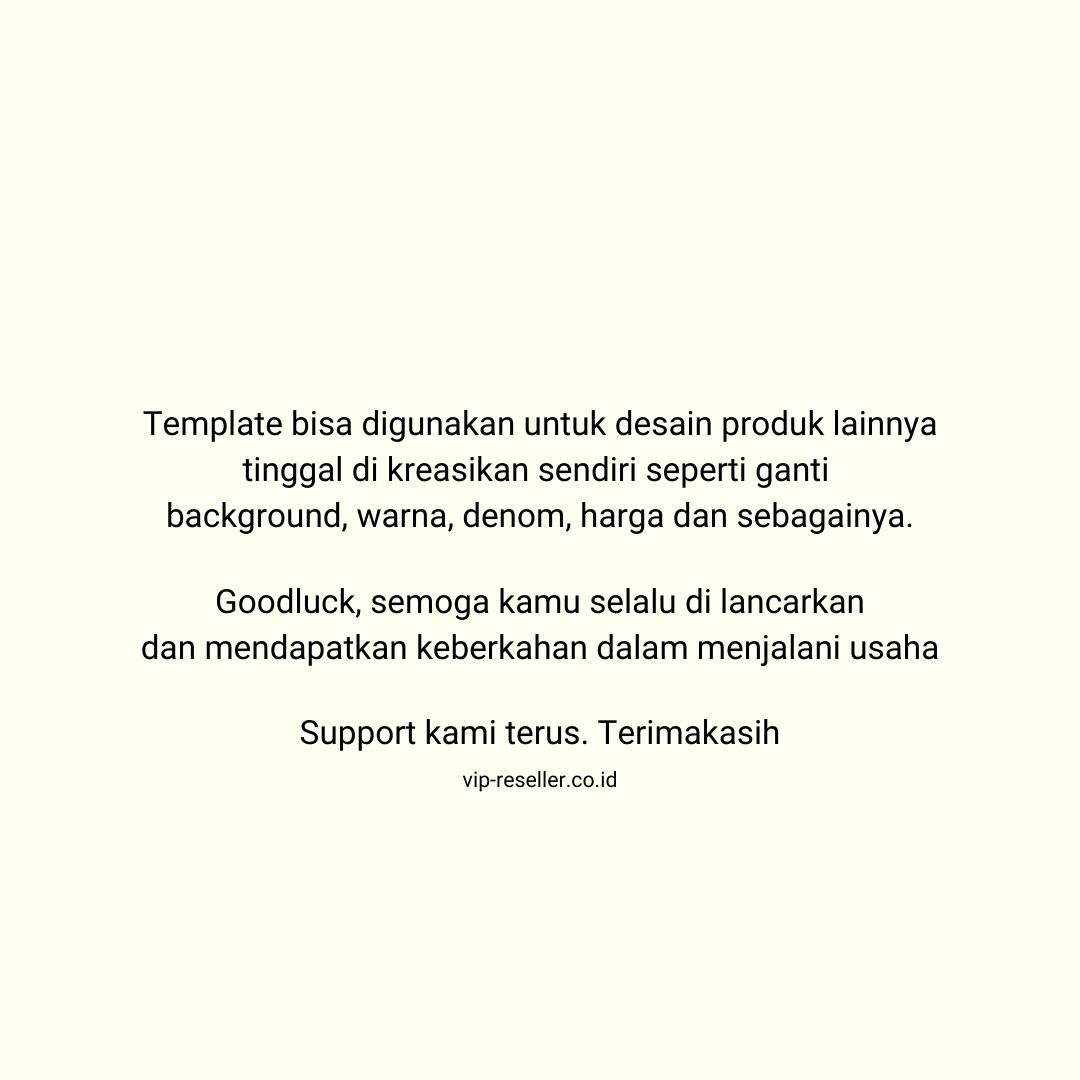 Template bisa digunakan untuk desain produk lainnya
tinggal di kreasikan sendiri seperti ganti
background, warna, denom, harga dan sebagainya.
Goodluck, semoga kamu selalu di lancarkan
dan mendapatkan keberkahan dalam menjalani usaha
Support kami terus. Terimakasih
vip-reseller.co.id